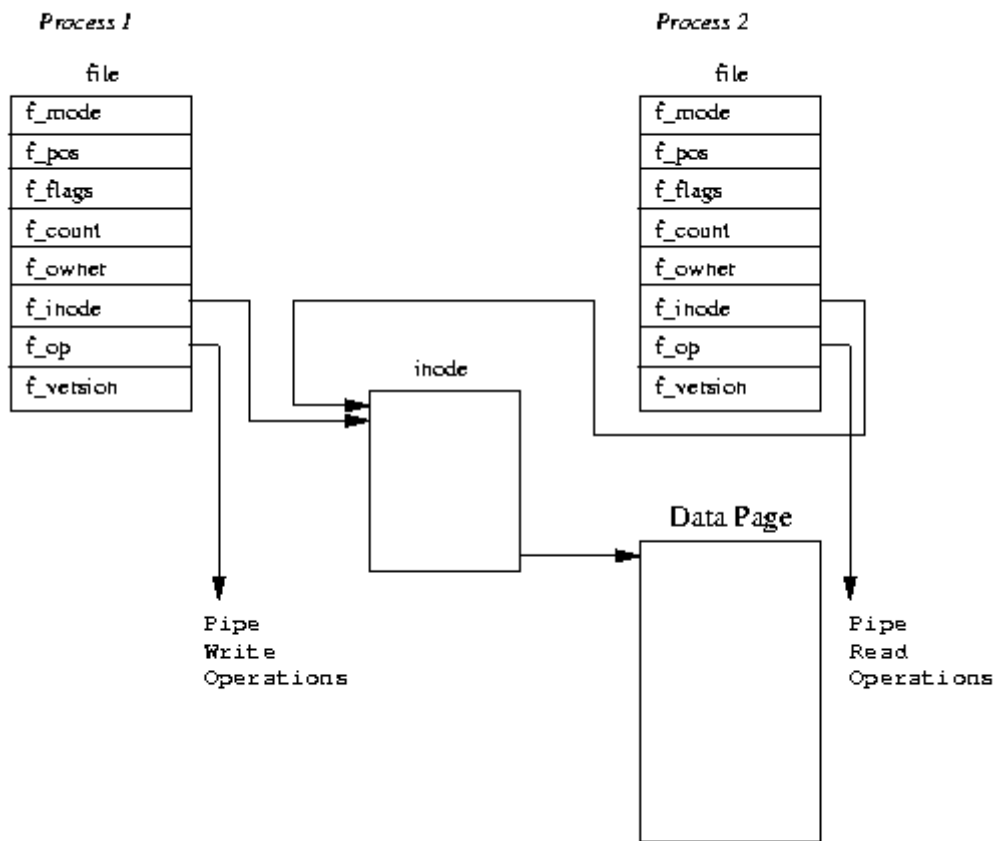 Process 1
file
f_mode
f_pos
f_flags
f_count
f_owner
f_inode
f_op
f_version
Process 2
file
f_mode
f_pos
f_flags
f_count
f_owner
f_inode
f_op
f_version
inode
Data Page
Pipe
Write
Operations
Pipe
Read
Operations